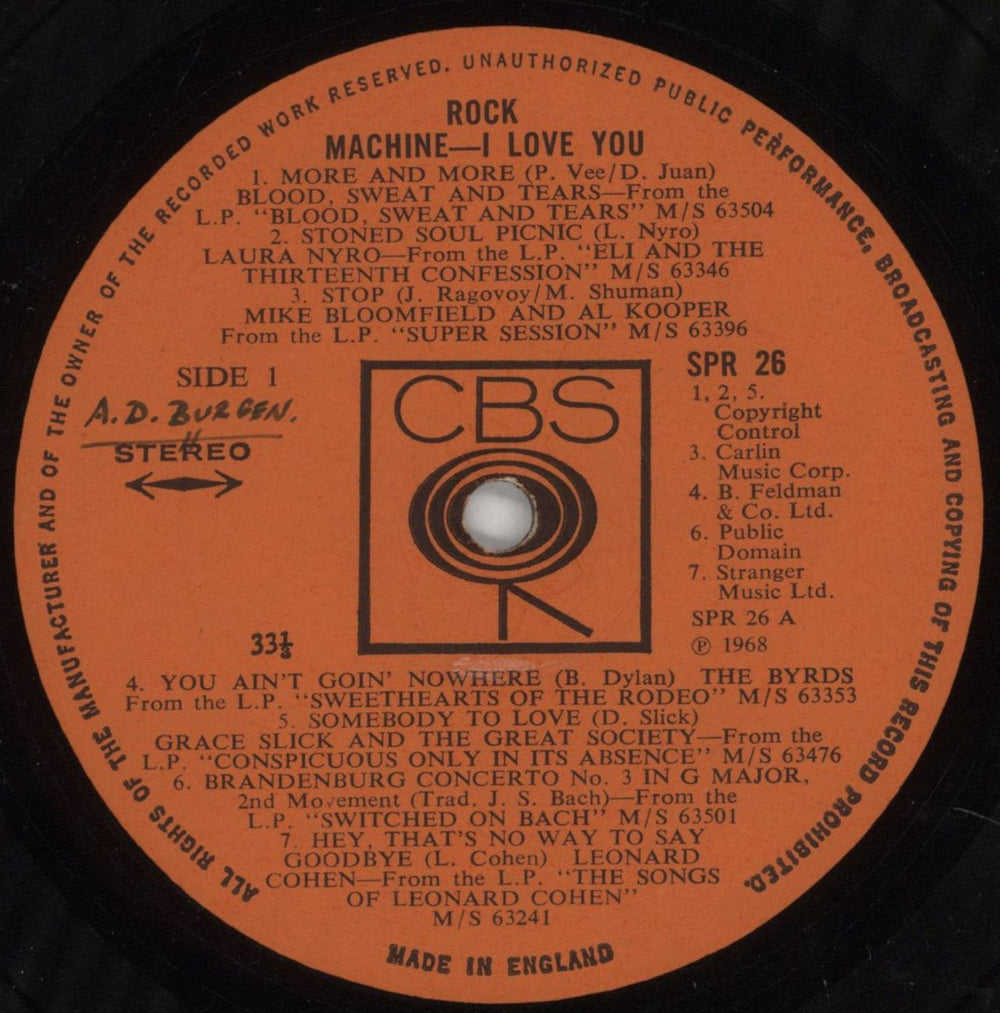 ALL RIGHTS OF THE MANUFACTURER AND OF THE OWNER OF THE RECORDED WORK RESERVED. UNAUTHORIZED PUBLIC PERFORMANCE, BROADCASTING AND COPYING OF THIS RECORD PROHIBITED.
ROCK
MACHINE—I LOVE YOU
1. MORE AND MORE (P. Vee/D. Juan)
BLOOD, SWEAT AND TEARS—From the
L.P. “BLOOD, SWEAT AND TEARS” M/S 63504
2. STONED SOUL PICNIC (L. Nyro)
LAURA NYRO—From the L.P. “ELI AND THE
THIRTEENTH CONFESSION” M/S 63346
3. STOP (J. Ragovoy/M. Shuman)
MIKE BLOOMFIELD AND AL KOOPER
From the L.P. “SUPER SESSION” M/S 63396
SIDE 1
A.D. BURGEN.
STEREO
33⅓
CBS
SPR 26
1, 2, 5.
Copyright
Control
3. Carlin
Music Corp.
4. B. Feldman
& Co. Ltd.
6. Public
Domain
7. Stranger
Music Ltd.
SPR 26 A
℗ 1968
4. YOU AIN'T GOIN' NOWHERE (B. Dylan) THE BYRDS
From the L.P. “SWEETHEARTS OF THE RODEO” M/S 63353
5. SOMEBODY TO LOVE (D. Slick)
GRACE SLICK AND THE GREAT SOCIETY—From the
L.P. “CONSPICUOUS ONLY IN ITS ABSENCE” M/S 63476
6. BRANDENBURG CONCERTO No. 3 IN G MAJOR,
2nd Movement (Trad. J. S. Bach)—From the
L.P. “SWITCHED ON BACH” M/S 63501
7. HEY, THAT'S NO WAY TO SAY
GOODBYE (L. Cohen) LEONARD
COHEN—From the L.P. “THE SONGS
OF LEONARD COHEN”
M/S 63241
MADE IN ENGLAND